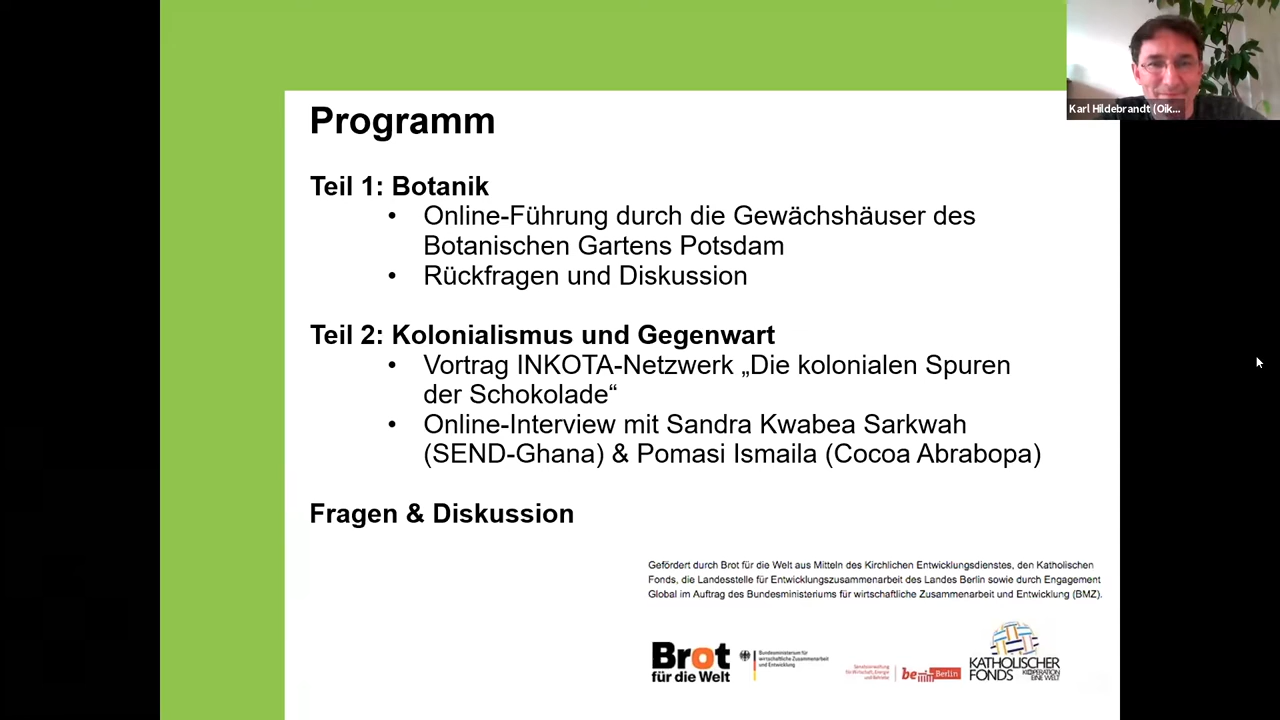 Karl Hildebrandt (Oik...
Programm
Teil 1: Botanik
• Online-Führung durch die Gewächshäuser des
Botanischen Gartens Potsdam
• Rückfragen und Diskussion
Teil 2: Kolonialismus und Gegenwart
• Vortrag INKOTA-Netzwerk „Die kolonialen Spuren
der Schokolade“
• Online-Interview mit Sandra Kwabea Sarkwah
(SEND-Ghana) & Pomasi Ismaila (Cocoa Abrabopa)
Fragen & Diskussion
Gefördert durch Brot für die Welt aus Mitteln des Kirchlichen Entwicklungsdienstes, den Katholischen
Fonds, die Landesstelle für Entwicklungszusammenarbeit des Landes Berlin sowie durch Engagement
Global im Auftrag des Bundesministeriums für wirtschaftliche Zusammenarbeit und Entwicklung (BMZ).
Brot
für die Welt
Bundesministerium für
wirtschaftliche Zusammenarbeit
und Entwicklung
Senatsverwaltung
für Wirtschaft, Energie
und Betriebe
be Berlin
KATHOLISCHER
FONDS
KOOPERATION
EINE WELT